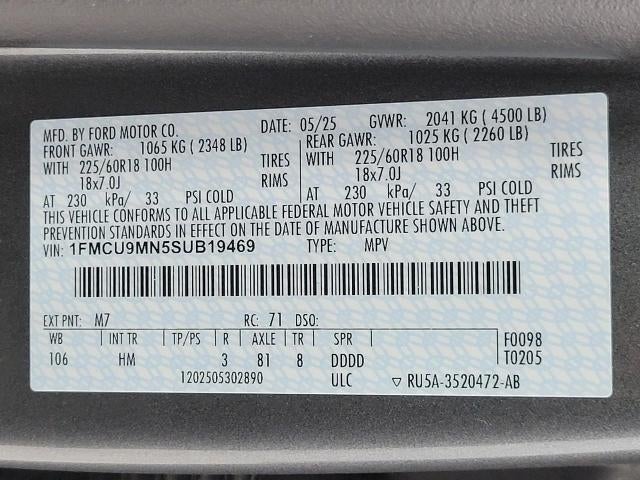 MFD. BY FORD MOTOR CO. DATE: 05/25 GVWR: 2041 KG ( 4500 LB)
FRONT GAWR: 1065 KG ( 2348 LB) REAR GAWR: 1025 KG ( 2260 LB)
WITH 225/60R18 100H TIRES WITH 225/60R18 100H TIRES
18x7.0J RIMS 18x7.0J RIMS
AT 230 kPa/ 33 PSI COLD AT 230 kPa/ 33 PSI COLD
THIS VEHICLE CONFORMS TO ALL APPLICABLE FEDERAL MOTOR VEHICLE SAFETY AND THEFT
PREVENTION STANDARDS IN EFFECT ON THE DATE OF MANUFACTURE SHOWN ABOVE.
VIN: 1FMCU9MN5SUB19469 TYPE: MPV
EXT PNT: M7 RC: 71 DSO:
WB INT TR TP/PS R AXLE TR SPR F0098
106 HM 3 81 8 DDDD T0205
1202505302890 ULC ▽ RU5A-3520472-AB